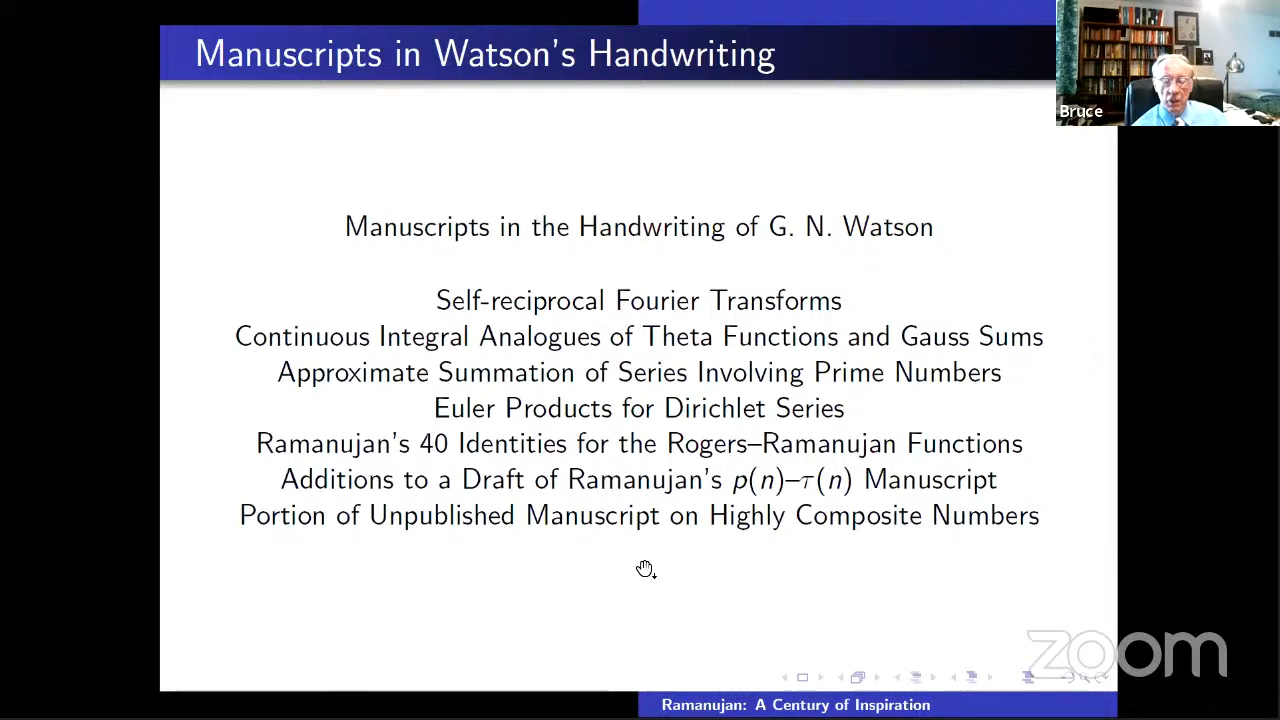 Manuscripts in Watson's Handwriting
Bruce
Manuscripts in the Handwriting of G. N. Watson
Self-reciprocal Fourier Transforms
Continuous Integral Analogues of Theta Functions and Gauss Sums
Approximate Summation of Series Involving Prime Numbers
Euler Products for Dirichlet Series
Ramanujan's 40 Identities for the Rogers–Ramanujan Functions
Additions to a Draft of Ramanujan's p(n)–τ(n) Manuscript
Portion of Unpublished Manuscript on Highly Composite Numbers
zoom
Ramanujan: A Century of Inspiration